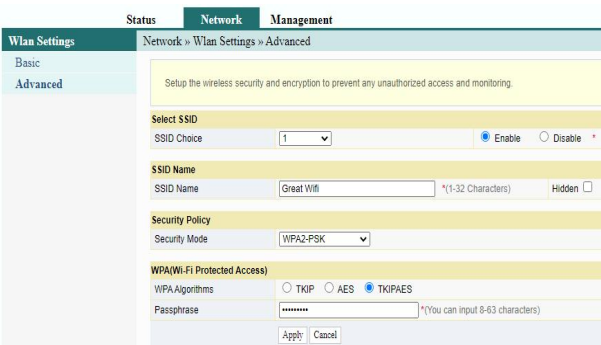 Status Network Management
Wlan Settings Network » Wlan Settings » Advanced
Basic
Advanced
Setup the wireless security and encryption to prevent any unauthorized access and monitoring.
Select SSID
SSID Choice 1 Enable Disable *
SSID Name
SSID Name Great Wifi *(1-32 Characters) Hidden
Security Policy
Security Mode WPA2-PSK
WPA(Wi-Fi Protected Access)
WPA Algorithms TKIP AES TKIPAES
Passphrase ••••••••• *(You can input 8-63 characters)
Apply Cancel